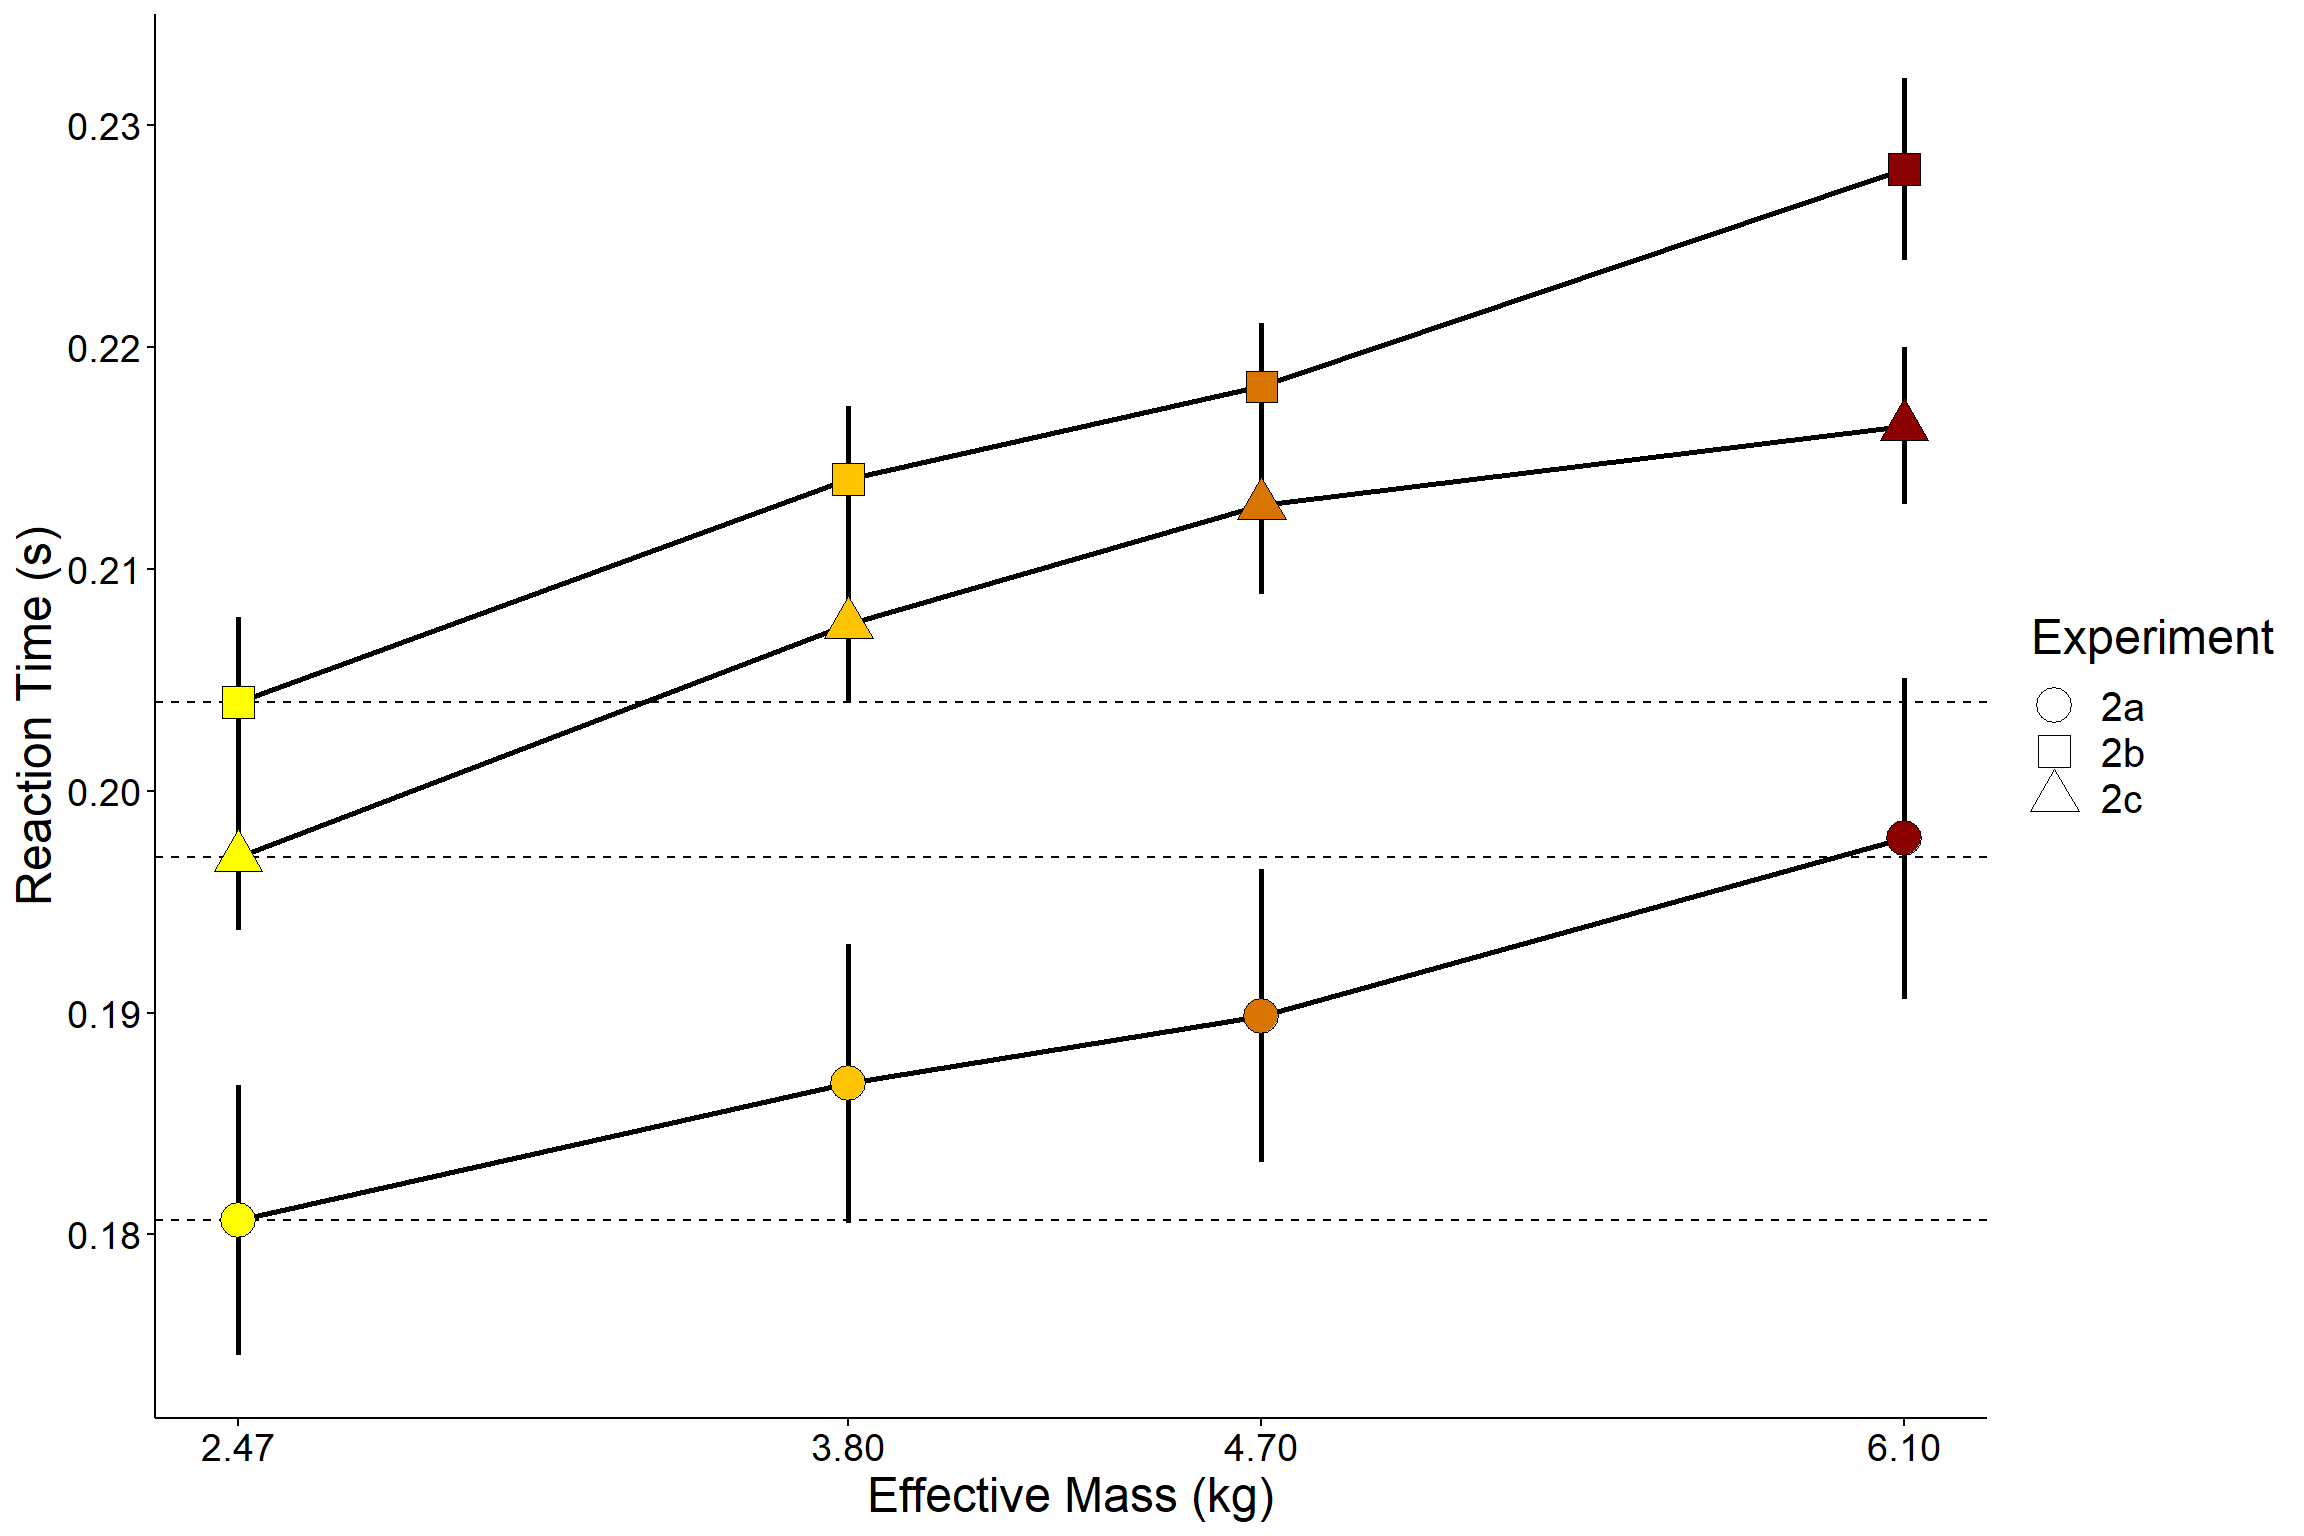 Reaction Time (s)
0.23
0.22
0.21
0.20
0.19
0.18
2.47 3.80 4.70 6.10
Effective Mass (kg)
Experiment
2a
2b
2c